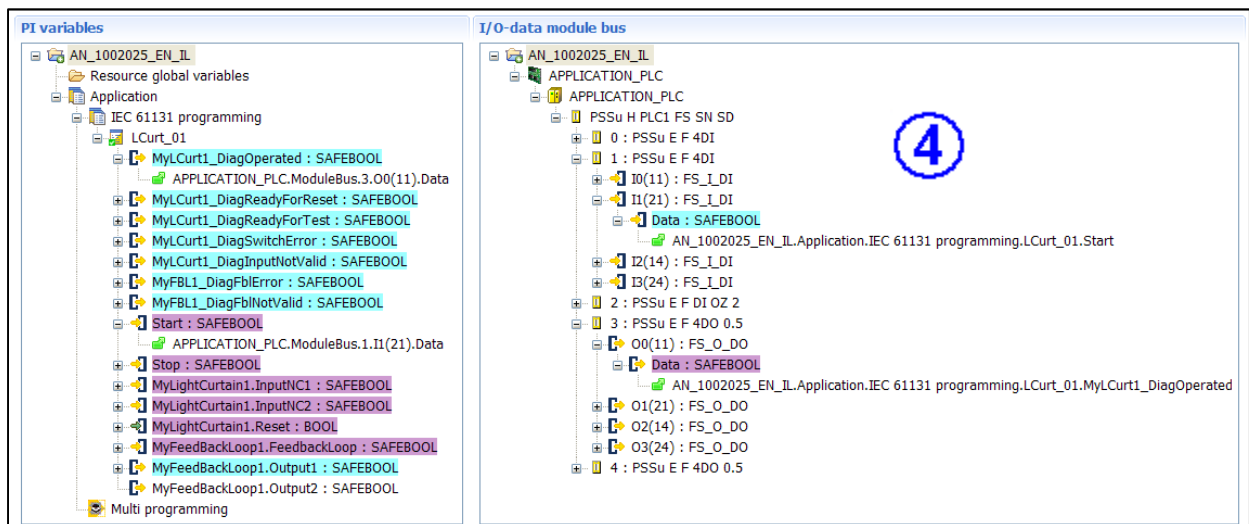 PI variables
AN_1002025_EN_IL
Resource global variables
Application
IEC 61131 programming
LCurt_01
MyLCurt1_DiagOperated : SAFEBOOL
APPLICATION_PLC.ModuleBus.3.O0(11).Data
MyLCurt1_DiagReadyForReset : SAFEBOOL
MyLCurt1_DiagReadyForTest : SAFEBOOL
MyLCurt1_DiagSwitchError : SAFEBOOL
MyLCurt1_DiagInputNotValid : SAFEBOOL
MyFBL1_DiagFblError : SAFEBOOL
MyFBL1_DiagFblNotValid : SAFEBOOL
Start : SAFEBOOL
APPLICATION_PLC.ModuleBus.1.I1(21).Data
Stop : SAFEBOOL
MyLightCurtain1.InputNC1 : SAFEBOOL
MyLightCurtain1.InputNC2 : SAFEBOOL
MyLightCurtain1.Reset : BOOL
MyFeedBackLoop1.FeedbackLoop : SAFEBOOL
MyFeedBackLoop1.Output1 : SAFEBOOL
MyFeedBackLoop1.Output2 : SAFEBOOL
Multi programming
I/O-data module bus
AN_1002025_EN_IL
APPLICATION_PLC
APPLICATION_PLC
PSSu H PLC1 FS SN SD
0 : PSSu E F 4DI
1 : PSSu E F 4DI
I0(11) : FS_I_DI
I1(21) : FS_I_DI
Data : SAFEBOOL
AN_1002025_EN_IL.Application.IEC 61131 programming.LCurt_01.Start
I2(14) : FS_I_DI
I3(24) : FS_I_DI
2 : PSSu E F DI OZ 2
3 : PSSu E F 4DO 0.5
O0(11) : FS_O_DO
Data : SAFEBOOL
AN_1002025_EN_IL.Application.IEC 61131 programming.LCurt_01.MyLCurt1_DiagOperated
O1(21) : FS_O_DO
O2(14) : FS_O_DO
O3(24) : FS_O_DO
4 : PSSu E F 4DO 0.5
4